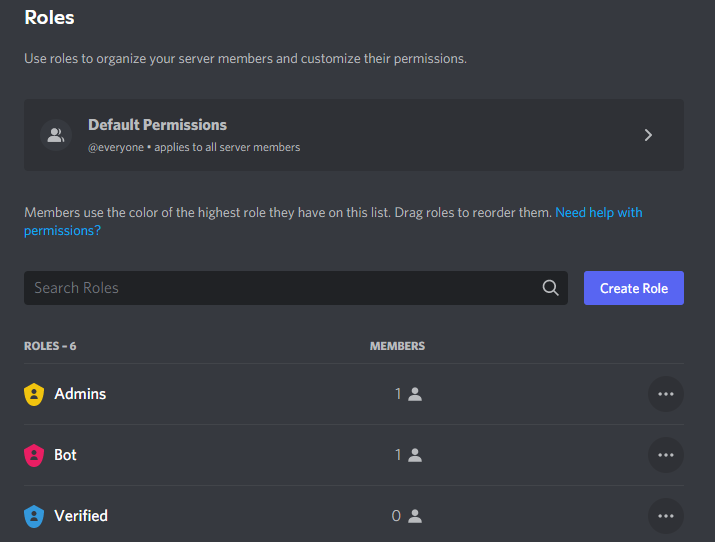 Roles
Use roles to organize your server members and customize their permissions.
Default Permissions
@everyone • applies to all server members
Members use the color of the highest role they have on this list. Drag roles to reorder them. Need help with
permissions?
Search Roles
Create Role
ROLES – 6 MEMBERS
Admins 1
Bot 1
Verified 0